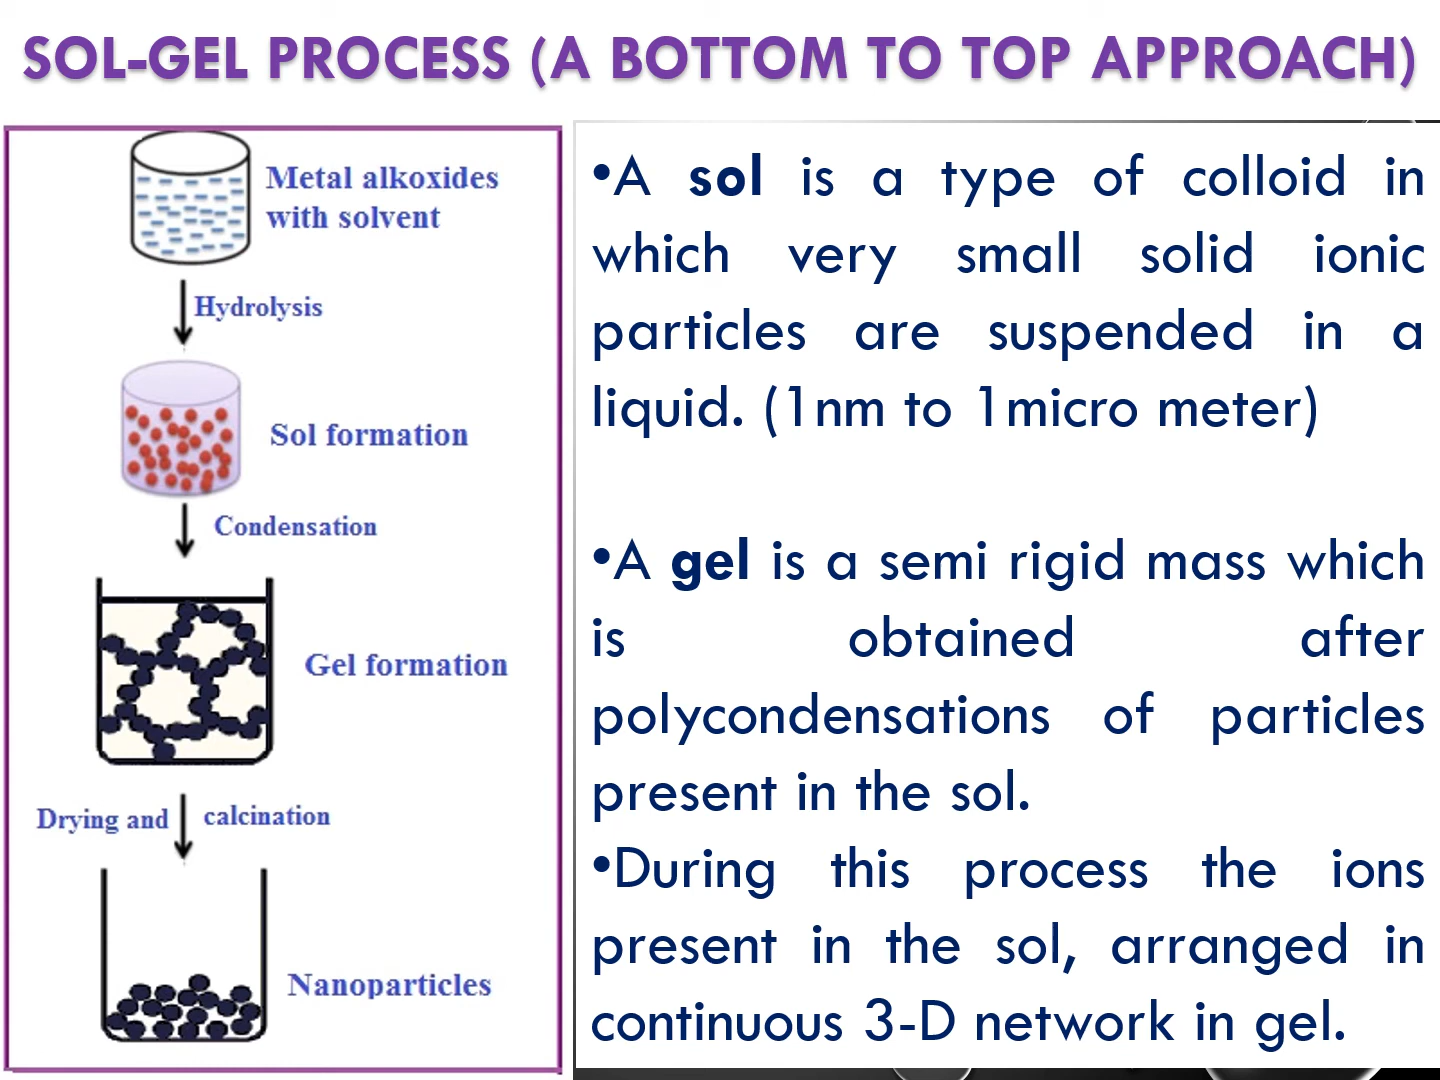 SOL-GEL PROCESS (A BOTTOM TO TOP APPROACH)
Metal alkoxides
with solvent
Hydrolysis
Sol formation
Condensation
Gel formation
Drying and calcination
Nanoparticles
•A sol is a type of colloid in
which very small solid ionic
particles are suspended in a
liquid. (1nm to 1micro meter)
•A gel is a semi rigid mass which
is obtained after
polycondensations of particles
present in the sol.
•During this process the ions
present in the sol, arranged in
continuous 3-D network in gel.